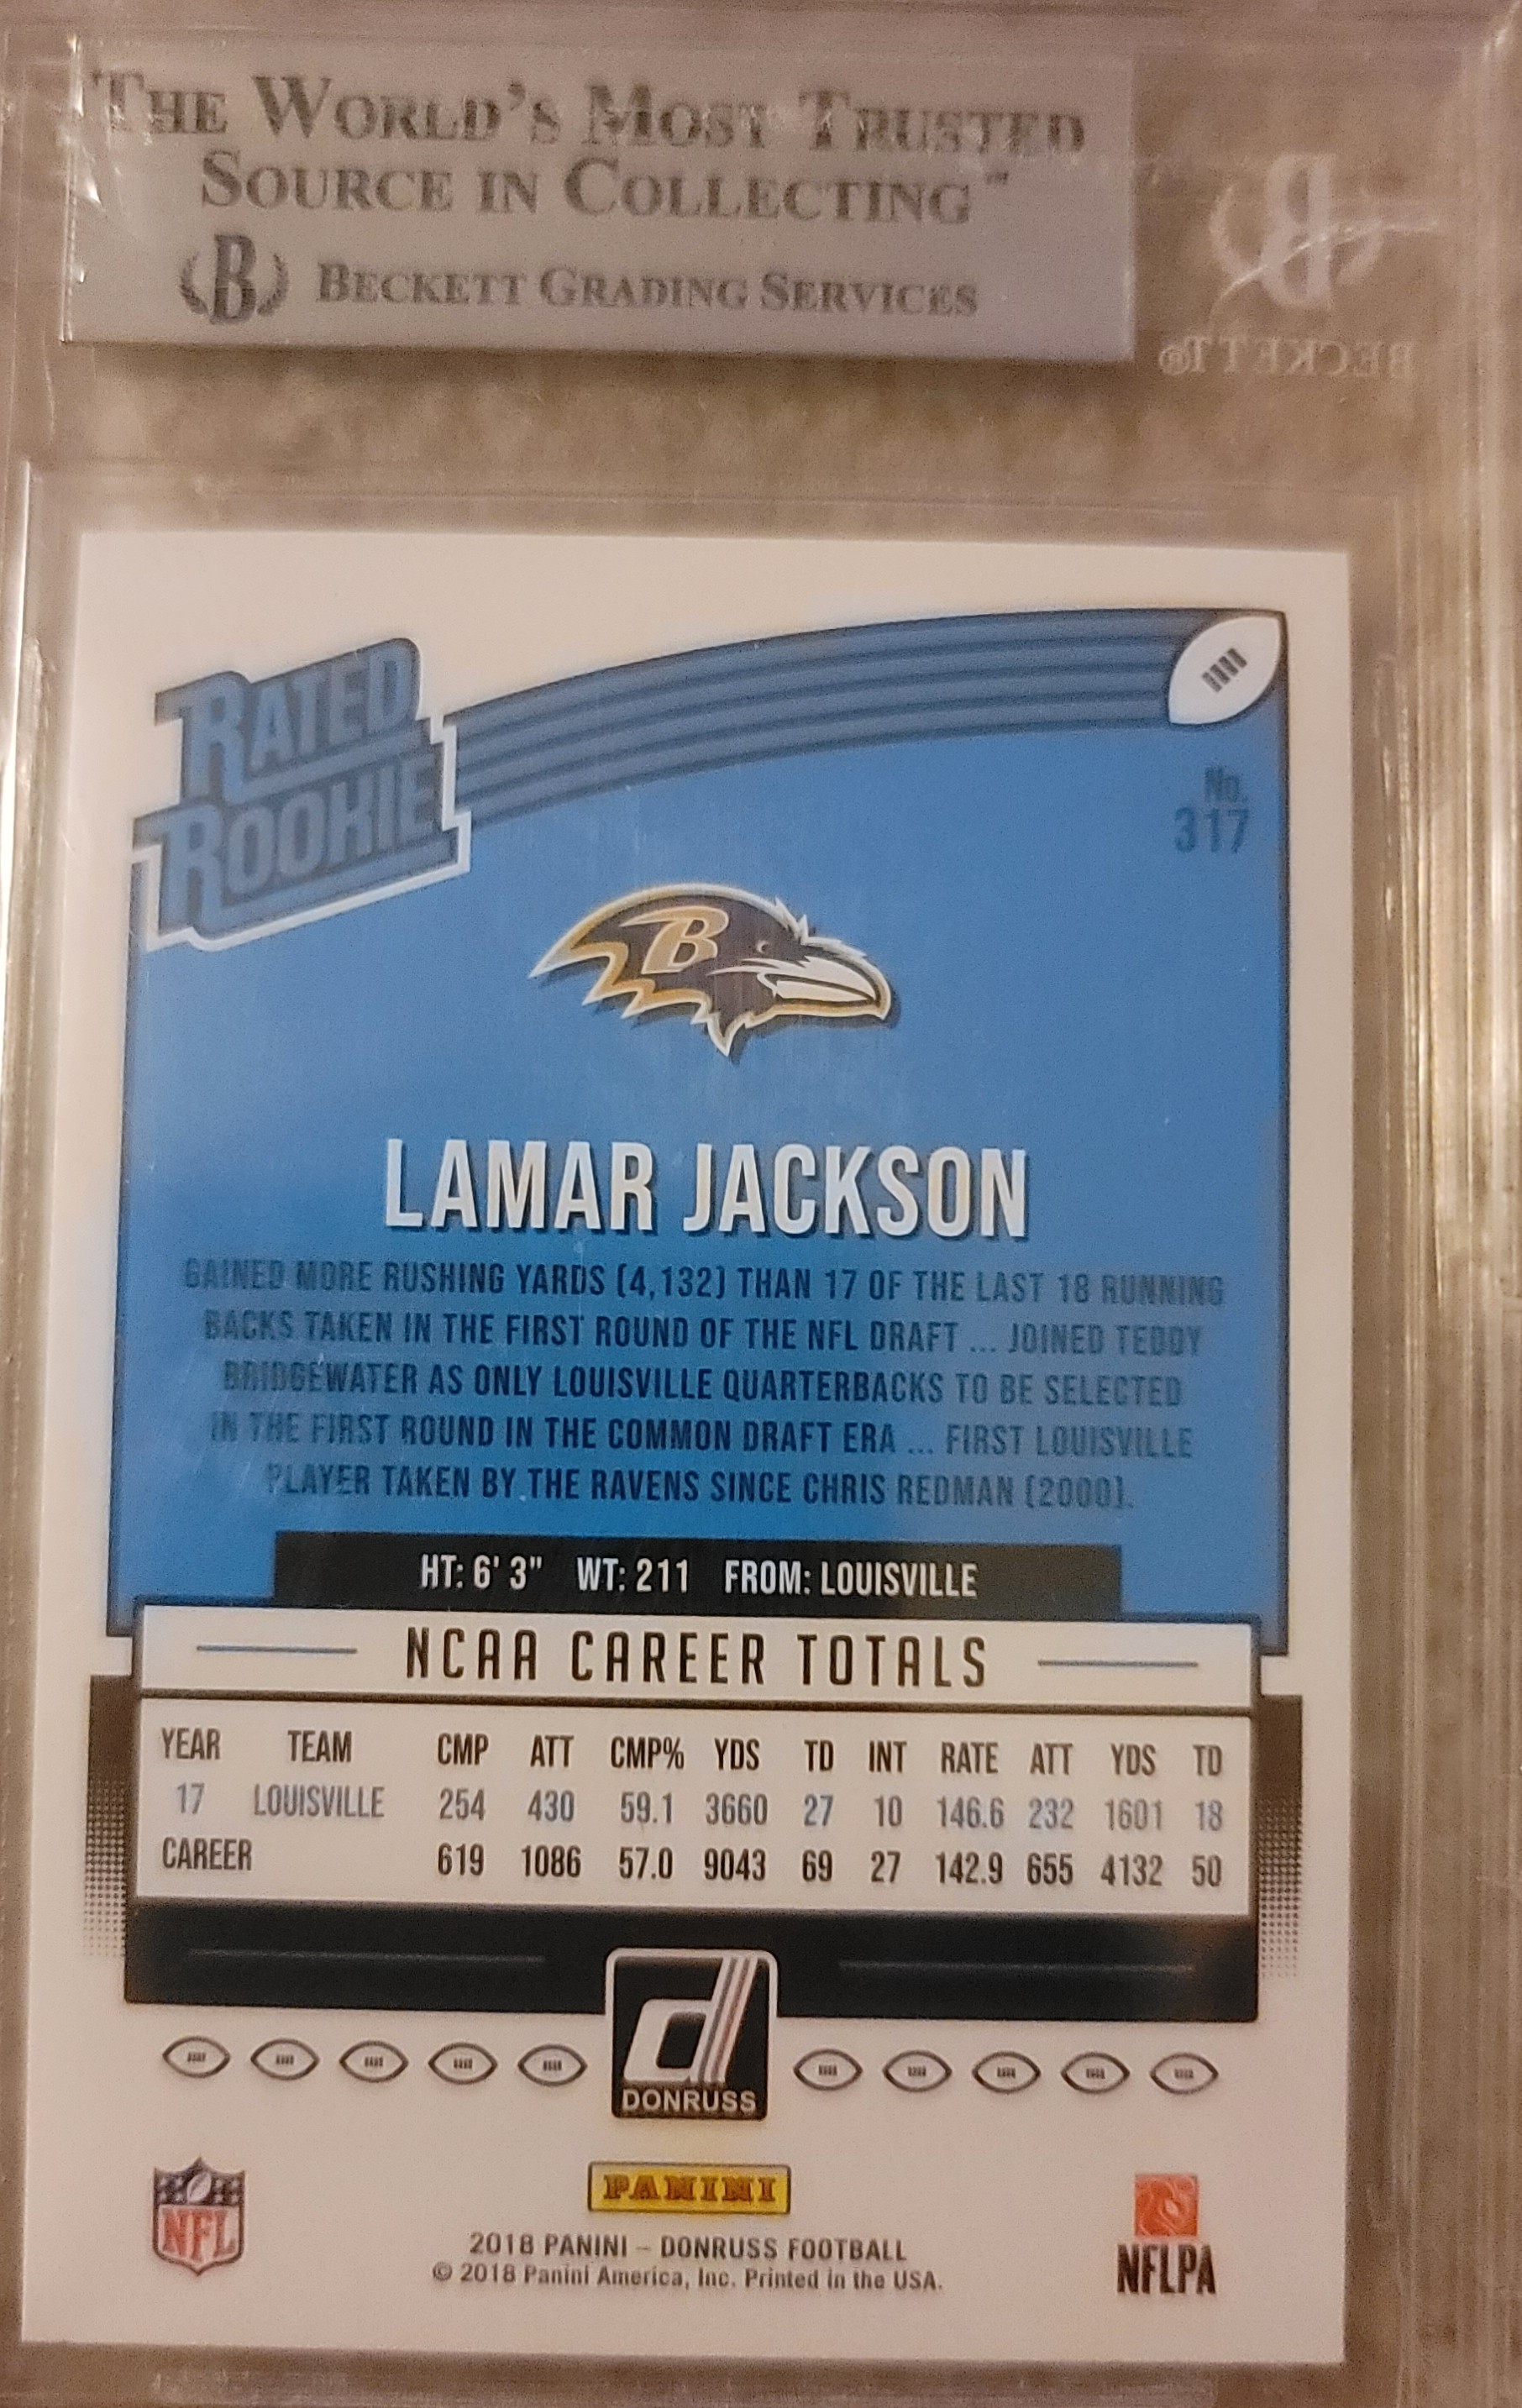 THE WORLD'S MOST TRUSTED
SOURCE IN COLLECTING™
B BECKETT GRADING SERVICES
B
BECKETT®
RATED
ROOKIE
No.
317
B
LAMAR JACKSON
GAINED MORE RUSHING YARDS (4,132) THAN 17 OF THE LAST 18 RUNNING
BACKS TAKEN IN THE FIRST ROUND OF THE NFL DRAFT ... JOINED TEDDY
BRIDGEWATER AS ONLY LOUISVILLE QUARTERBACKS TO BE SELECTED
IN THE FIRST ROUND IN THE COMMON DRAFT ERA ... FIRST LOUISVILLE
PLAYER TAKEN BY THE RAVENS SINCE CHRIS REDMAN (2000).
HT: 6' 3" WT: 211 FROM: LOUISVILLE
NCAA CAREER TOTALS
YEAR TEAM CMP ATT CMP% YDS TD INT RATE ATT YDS TD
17 LOUISVILLE 254 430 59.1 3660 27 10 146.6 232 1601 18
CAREER 619 1086 57.0 9043 69 27 142.9 655 4132 50
d
DONRUSS
NFL
PANINI
2018 PANINI – DONRUSS FOOTBALL
© 2018 Panini America, Inc. Printed in the USA.
NFLPA